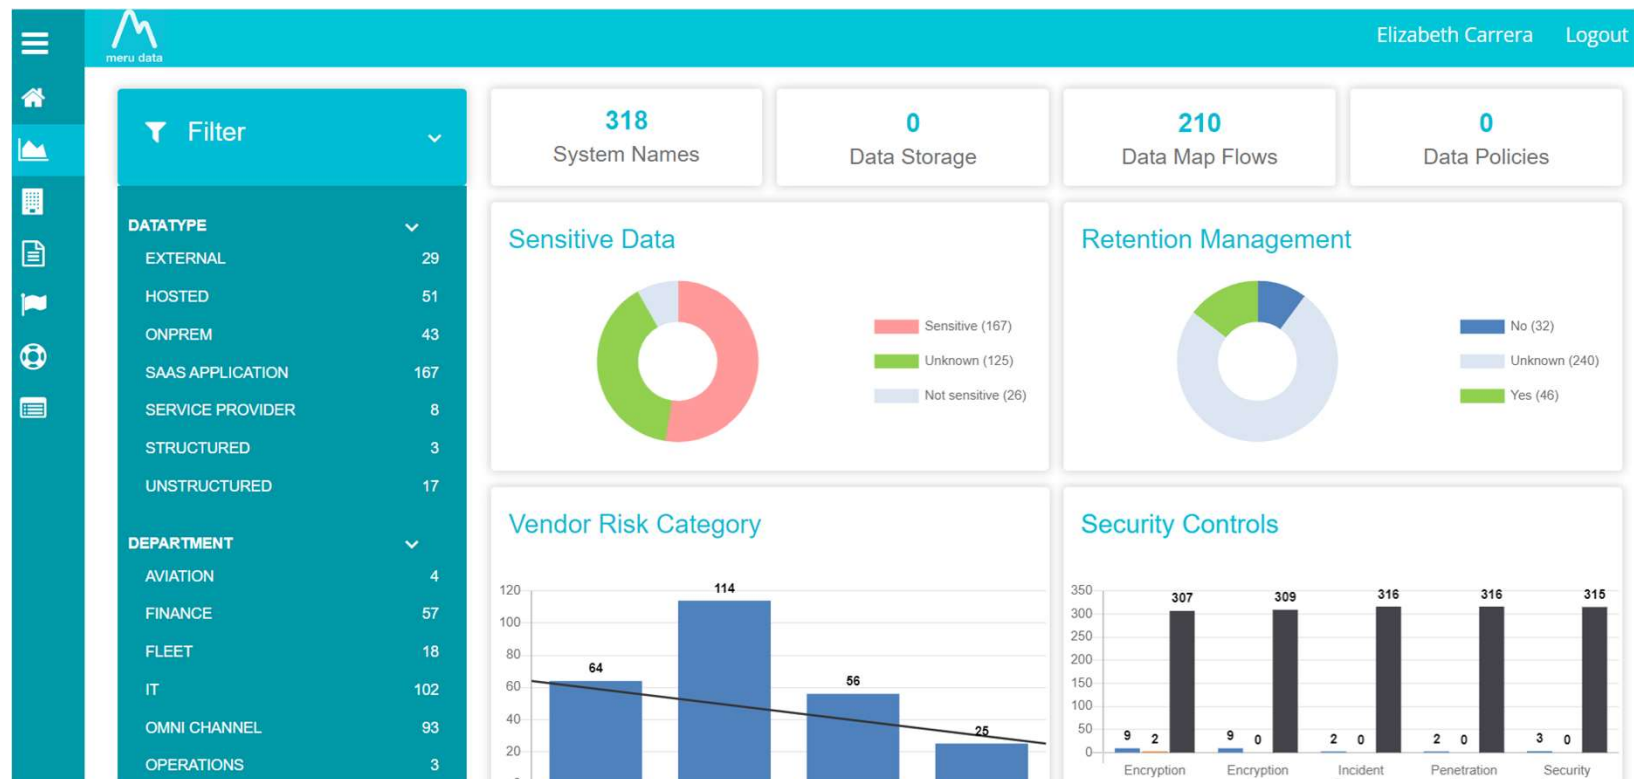 meru data
Elizabeth Carrera Logout
Filter
DATATYPE
EXTERNAL 29
HOSTED 51
ONPREM 43
SAAS APPLICATION 167
SERVICE PROVIDER 8
STRUCTURED 3
UNSTRUCTURED 17
DEPARTMENT
AVIATION 4
FINANCE 57
FLEET 18
IT 102
OMNI CHANNEL 93
OPERATIONS 3
318
System Names
0
Data Storage
210
Data Map Flows
0
Data Policies
Sensitive Data
Sensitive (167)
Unknown (125)
Not sensitive (26)
Retention Management
No (32)
Unknown (240)
Yes (46)
Vendor Risk Category
120
100
80
60
40
20
64
114
56
25
Security Controls
350
300
250
200
150
100
50
0
9 2 307
9 0 309
2 0 316
2 0 316
3 0 315
Encryption Encryption Incident Penetration Security